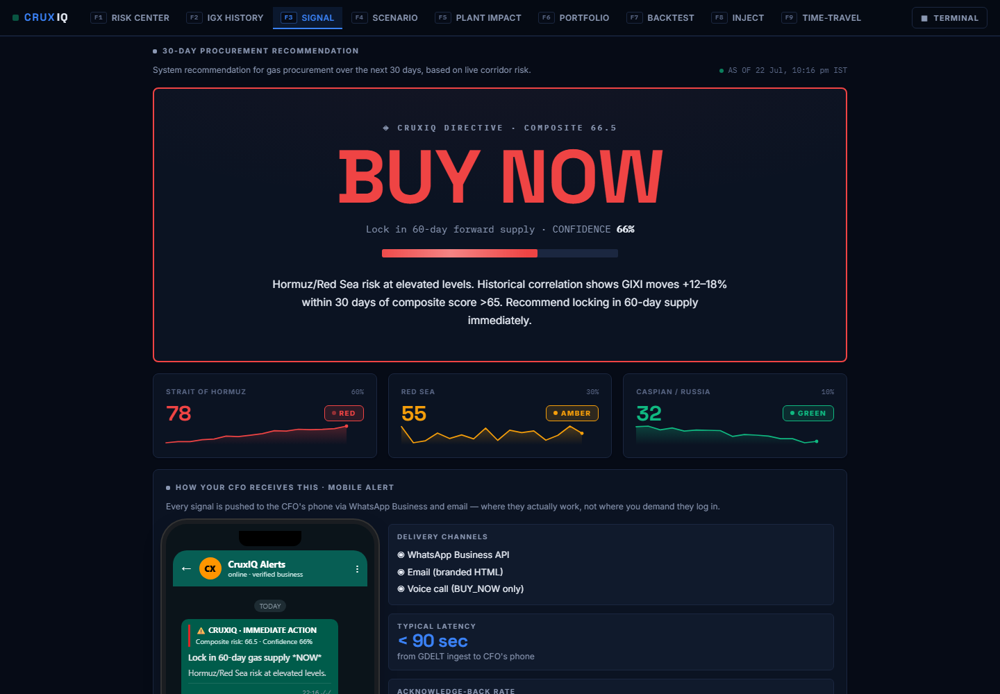 CRUXIQ
F1 RISK CENTER
F2 IGX HISTORY
F3 SIGNAL
F4 SCENARIO
F5 PLANT IMPACT
F6 PORTFOLIO
F7 BACKTEST
F8 INJECT
F9 TIME-TRAVEL
TERMINAL
30-DAY PROCUREMENT RECOMMENDATION
System recommendation for gas procurement over the next 30 days, based on live corridor risk.
AS OF 22 Jul, 10:16 pm IST
◈ CRUXIQ DIRECTIVE · COMPOSITE 66.5
BUY NOW
Lock in 60-day forward supply · CONFIDENCE 66%
Hormuz/Red Sea risk at elevated levels. Historical correlation shows GIXI moves +12–18%
within 30 days of composite score >65. Recommend locking in 60-day supply
immediately.
STRAIT OF HORMUZ 60%
78 RED
RED SEA 30%
55 AMBER
CASPIAN / RUSSIA 10%
32 GREEN
HOW YOUR CFO RECEIVES THIS · MOBILE ALERT
Every signal is pushed to the CFO's phone via WhatsApp Business and email — where they actually work, not where you demand they log in.
← CX CruxIQ Alerts
online · verified business
TODAY
⚠ CRUXIQ · IMMEDIATE ACTION
Composite risk: 66.5 · Confidence 66%
Lock in 60-day gas supply *NOW*
Hormuz/Red Sea risk at elevated levels.
22:16 ✓✓
DELIVERY CHANNELS
◉ WhatsApp Business API
◉ Email (branded HTML)
◉ Voice call (BUY_NOW only)
TYPICAL LATENCY
< 90 sec
from GDELT ingest to CFO's phone
ACKNOWLEDGE-BACK RATE